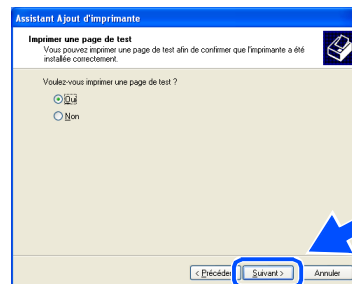 Assistant Ajout d'imprimante
Imprimer une page de test
Vous pouvez imprimer une page de test afin de confirmer que l'imprimante a été
installée correctement.
Voulez-vous imprimer une page de test ?
Oui
Non
< Précéden Suivant > Annuler